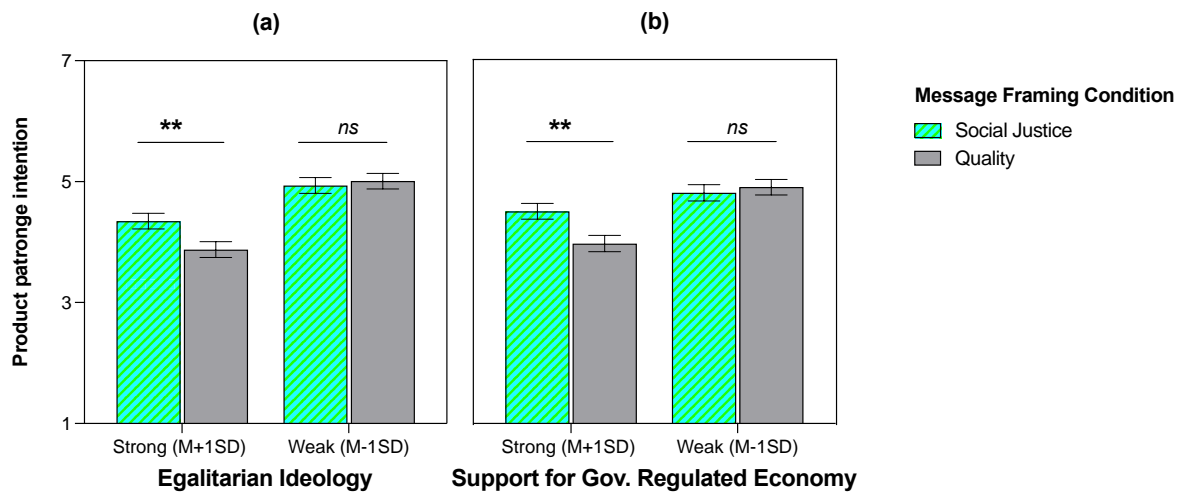 (a)
(b)
7
5
3
1
Product patronge intention
**
ns
**
ns
Message Framing Condition
Social Justice
Quality
Strong (M+1SD)
Weak (M-1SD)
Strong (M+1SD)
Weak (M-1SD)
Egalitarian Ideology
Support for Gov. Regulated Economy